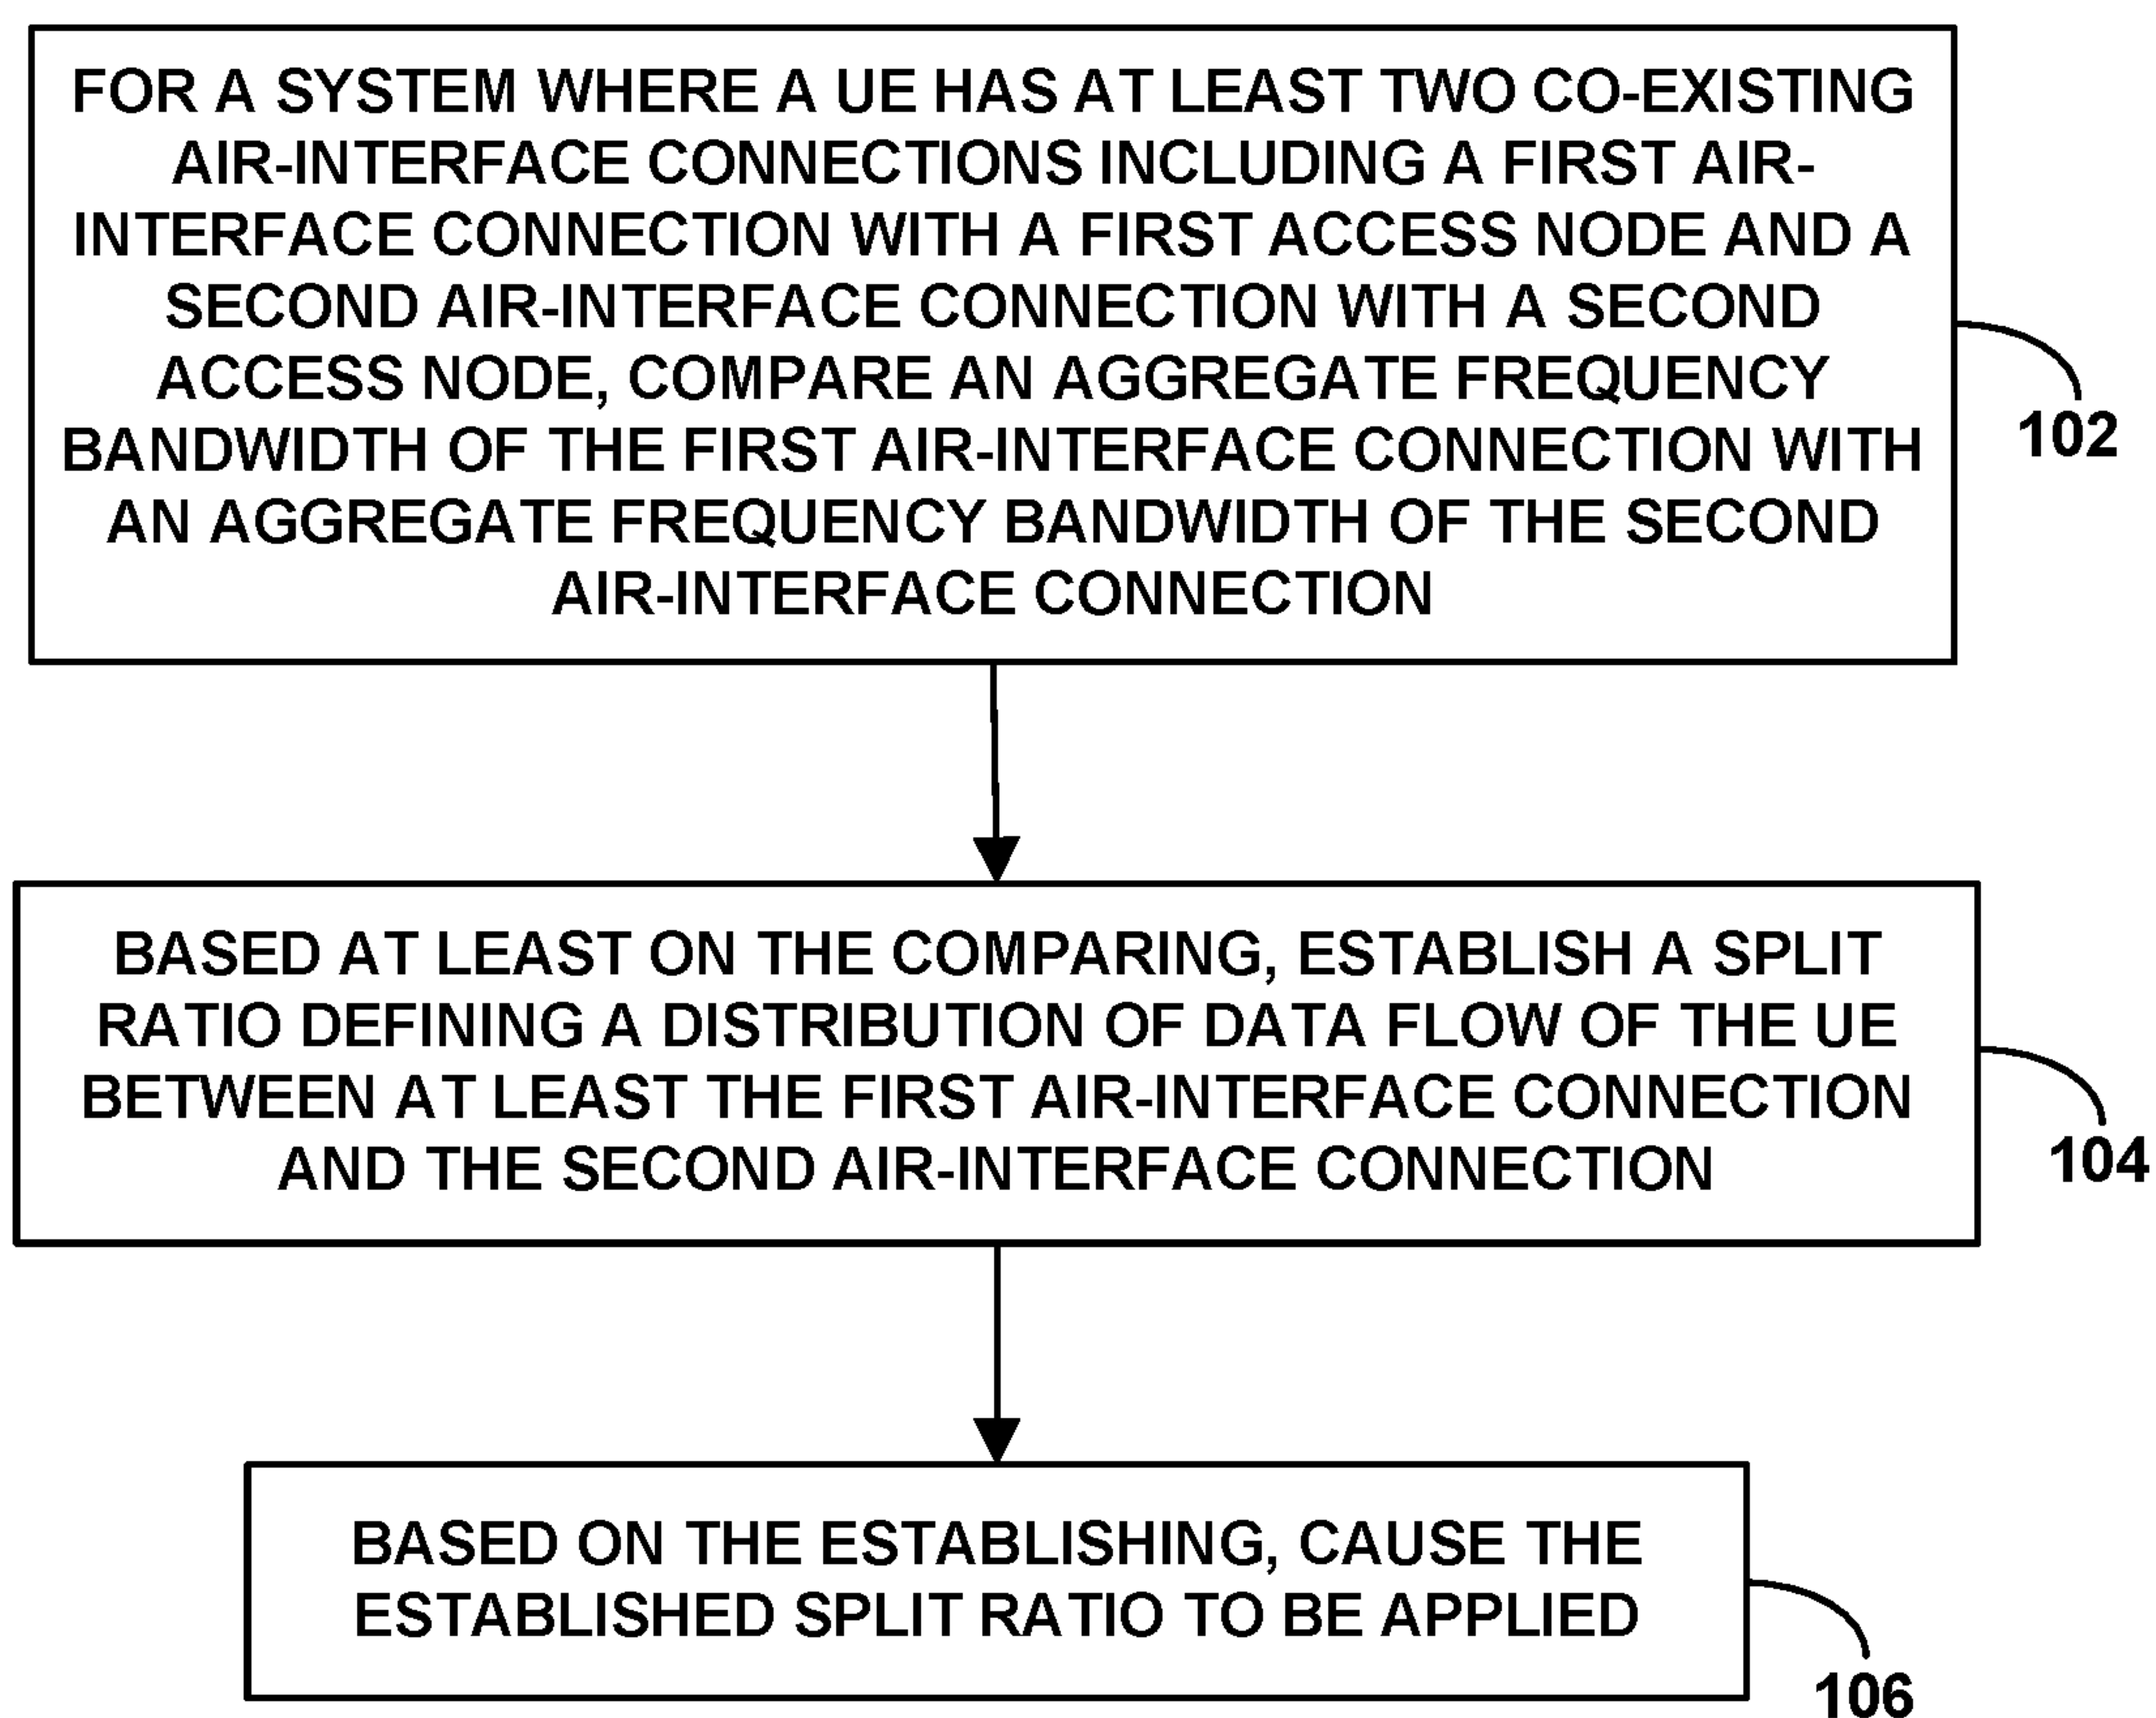 FOR A SYSTEM WHERE A UE HAS AT LEAST TWO CO-EXISTING
AIR-INTERFACE CONNECTIONS INCLUDING A FIRST AIR-
INTERFACE CONNECTION WITH A FIRST ACCESS NODE AND A
SECOND AIR-INTERFACE CONNECTION WITH A SECOND
ACCESS NODE, COMPARE AN AGGREGATE FREQUENCY
BANDWIDTH OF THE FIRST AIR-INTERFACE CONNECTION WITH
AN AGGREGATE FREQUENCY BANDWIDTH OF THE SECOND
AIR-INTERFACE CONNECTION
102
BASED AT LEAST ON THE COMPARING, ESTABLISH A SPLIT
RATIO DEFINING A DISTRIBUTION OF DATA FLOW OF THE UE
BETWEEN AT LEAST THE FIRST AIR-INTERFACE CONNECTION
AND THE SECOND AIR-INTERFACE CONNECTION
104
BASED ON THE ESTABLISHING, CAUSE THE
ESTABLISHED SPLIT RATIO TO BE APPLIED
106